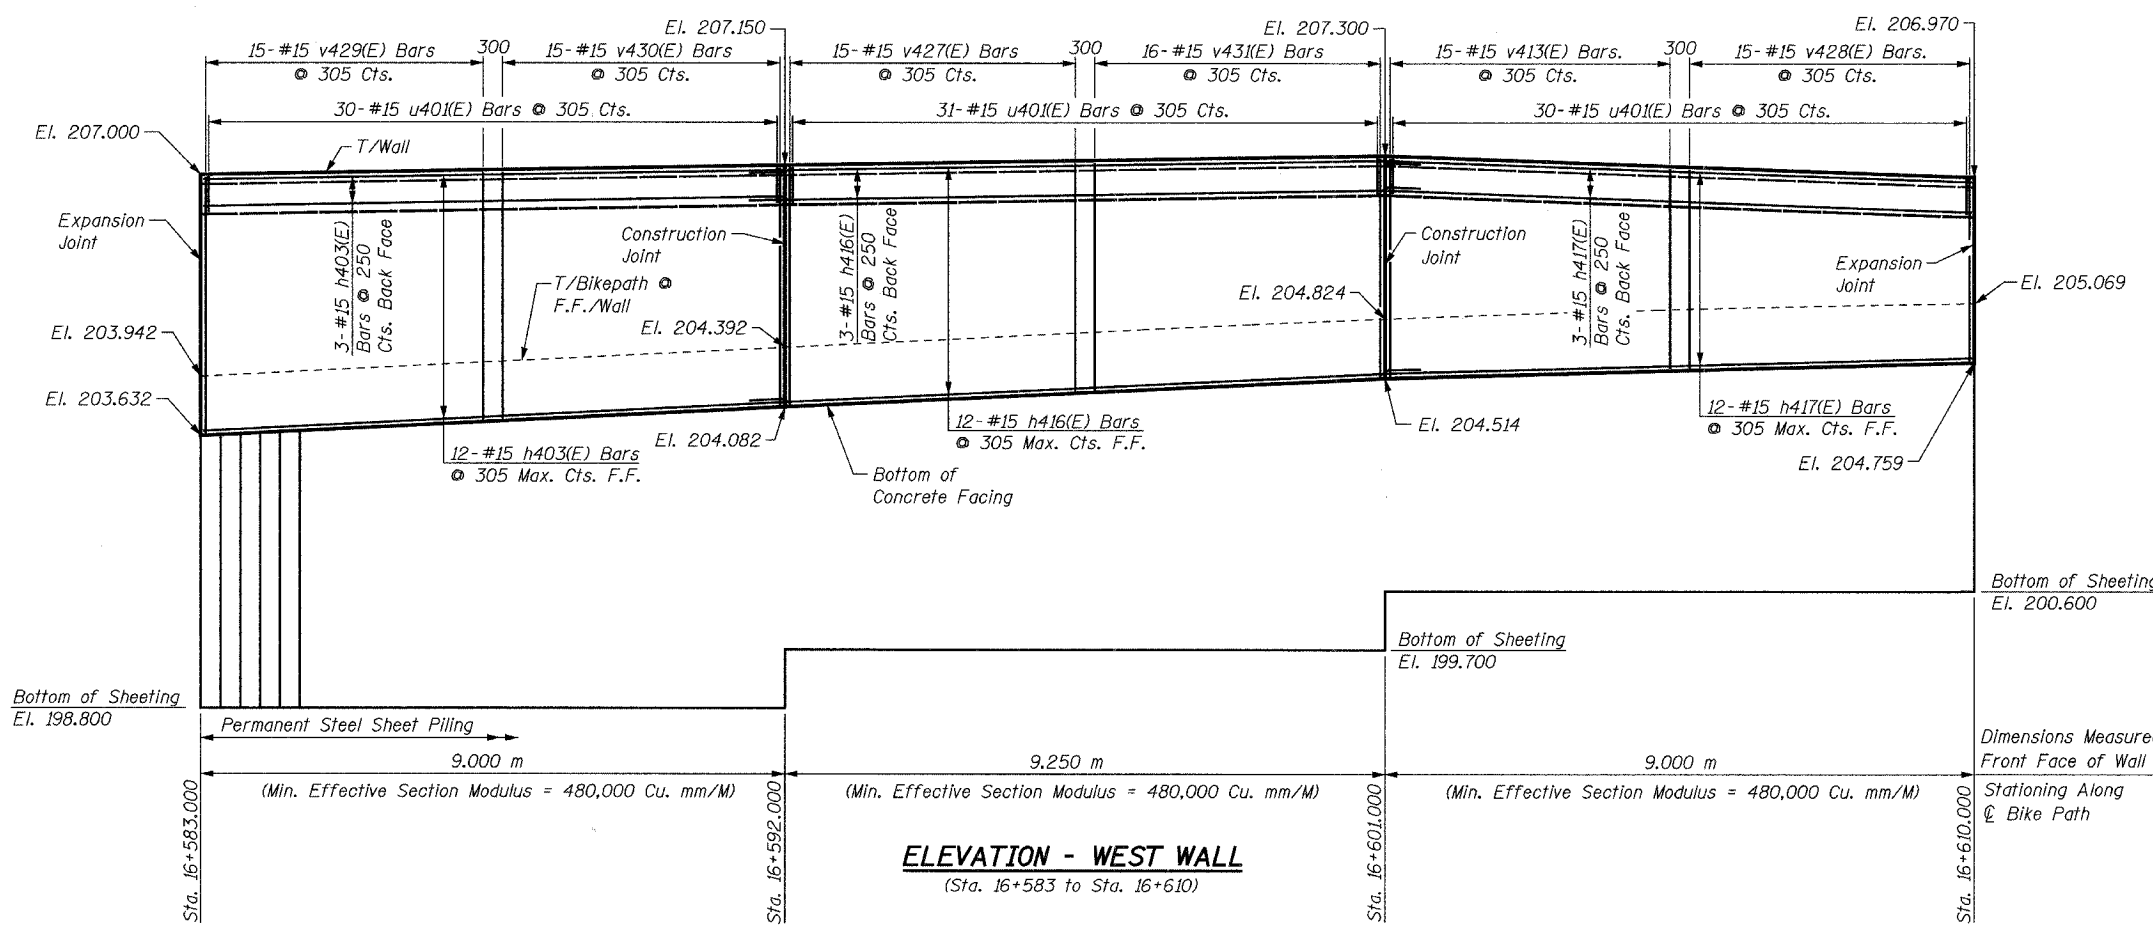 El. 207.150
El. 207.300
El. 206.970
15-#15 v429(E) Bars
@ 305 Cts.
300
15-#15 v430(E) Bars
@ 305 Cts.
15-#15 v427(E) Bars
@ 305 Cts.
300
16-#15 v431(E) Bars
@ 305 Cts.
15-#15 v413(E) Bars.
@ 305 Cts.
300
15-#15 v428(E) Bars.
@ 305 Cts.
30-#15 u401(E) Bars @ 305 Cts.
31-#15 u401(E) Bars @ 305 Cts.
30-#15 u401(E) Bars @ 305 Cts.
El. 207.000
T/Wall
Expansion
Joint
3-#15 h403(E)
Bars @ 250
Cts. Back Face
Construction
Joint
T/Bikepath @
F.F./Wall
3-#15 h416(E)
Bars @ 250
Cts. Back Face
Construction
Joint
3-#15 h417(E)
Bars @ 250
Cts. Back Face
Expansion
Joint
El. 205.069
El. 204.824
El. 204.392
El. 203.942
El. 203.632
El. 204.082
12-#15 h403(E) Bars
@ 305 Max. Cts. F.F.
12-#15 h416(E) Bars
@ 305 Max. Cts. F.F.
El. 204.514
12-#15 h417(E) Bars
@ 305 Max. Cts. F.F.
El. 204.759
Bottom of
Concrete Facing
Bottom of Sheeting
El. 200.600
Bottom of Sheeting
El. 199.700
Bottom of Sheeting
El. 198.800
Permanent Steel Sheet Piling
9.000 m
9.250 m
9.000 m
Dimensions Measure
Front Face of Wall
(Min. Effective Section Modulus = 480,000 Cu. mm/M)
(Min. Effective Section Modulus = 480,000 Cu. mm/M)
(Min. Effective Section Modulus = 480,000 Cu. mm/M)
Stationing Along
℄ Bike Path
Sta. 16+583.000
Sta. 16+592.000
Sta. 16+601.000
Sta. 16+610.000
ELEVATION - WEST WALL
(Sta. 16+583 to Sta. 16+610)